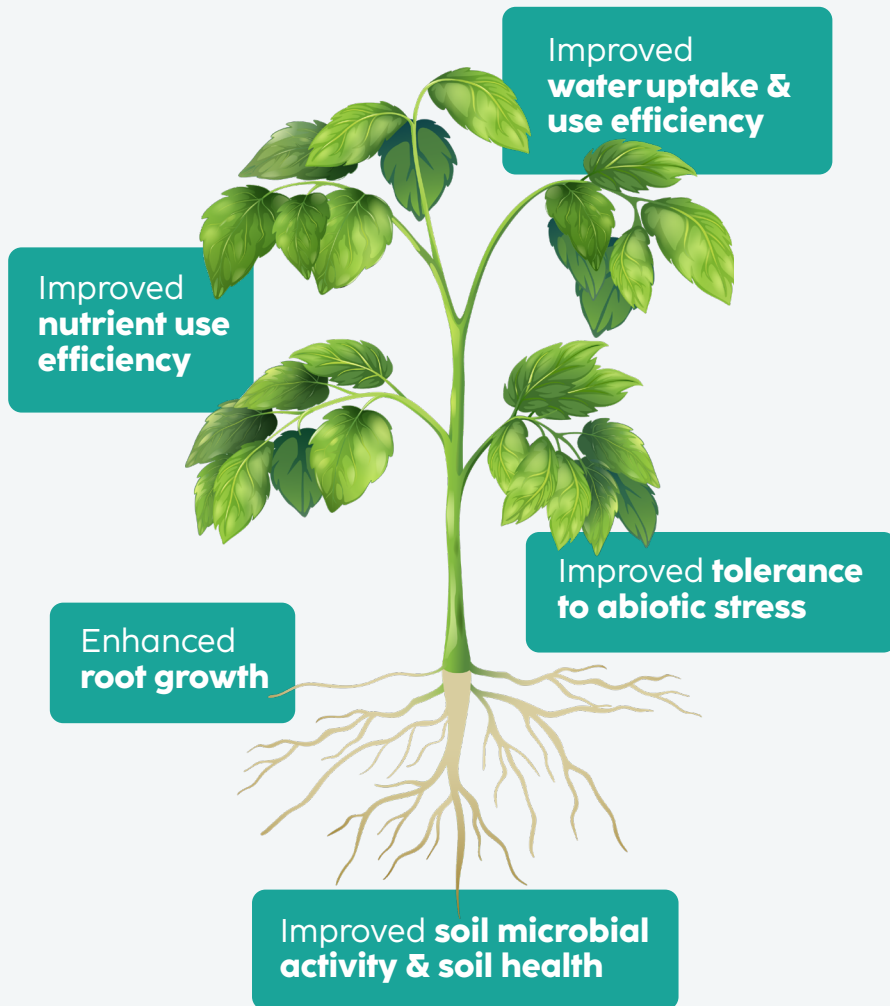 Improved
water uptake &
use efficiency
Improved
nutrient use
efficiency
Improved tolerance
to abiotic stress
Enhanced
root growth
Improved soil microbial
activity & soil health